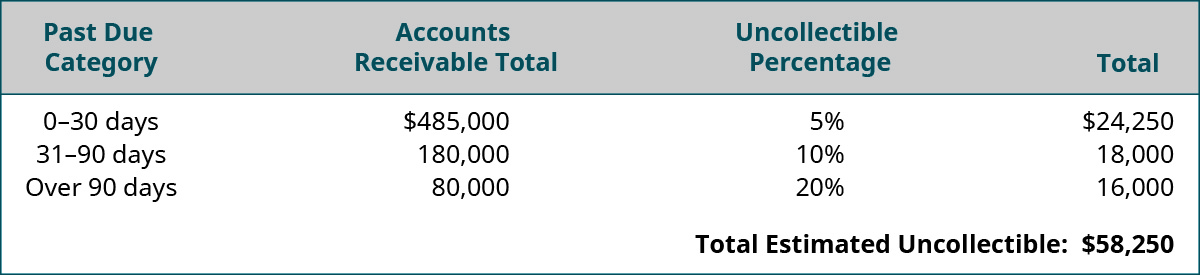 Past Due Category Accounts Receivable Total Uncollectible Percentage Total
0–30 days $485,000 5% $24,250
31–90 days 180,000 10% 18,000
Over 90 days 80,000 20% 16,000
Total Estimated Uncollectible: $58,250